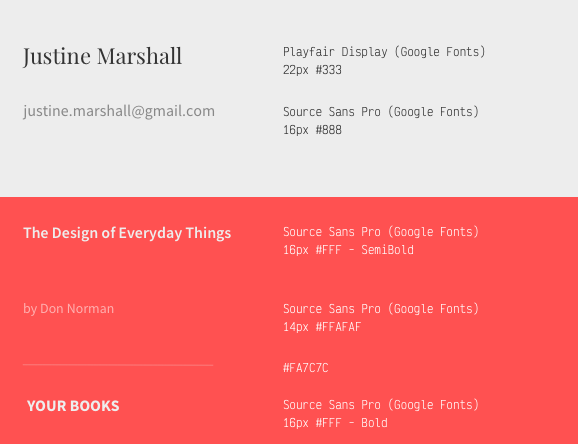 Justine Marshall
Playfair Display (Google Fonts)
22px #333
justine.marshall@gmail.com
Source Sans Pro (Google Fonts)
16px #888
The Design of Everyday Things
Source Sans Pro (Google Fonts)
16px #FFF - SemiBold
by Don Norman
Source Sans Pro (Google Fonts)
14px #FFAFAF
#FA7C7C
YOUR BOOKS
Source Sans Pro (Google Fonts)
16px #FFF - Bold